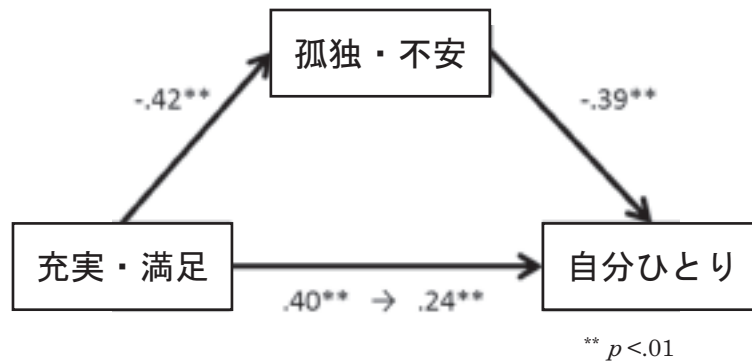 孤独・不安
-.42**
-.39**
充実・満足
自分ひとり
.40** → .24**
** p<.01